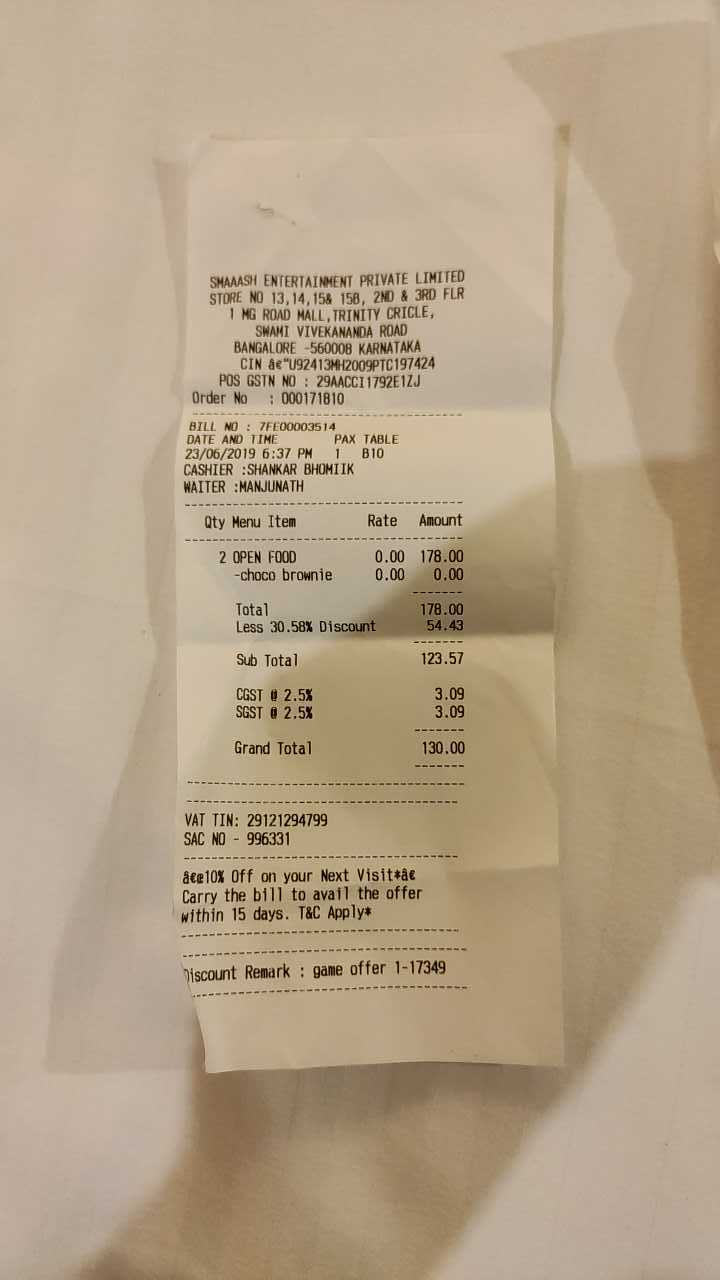 SMAAASH ENTERTAINMENT PRIVATE LIMITED
STORE NO 13,14,15& 15B, 2ND & 3RD FLR
1 MG ROAD MALL,TRINITY CRICLE,
SWAMI VIVEKANANDA ROAD
BANGALORE -560008 KARNATAKA
CIN â€"U92413MH2009PTC197424
POS GSTN NO : 29AACCI1792E1ZJ
Order No : 000171810
BILL NO : 7FE00003514
DATE AND TIME PAX TABLE
23/06/2019 6:37 PM 1 B10
CASHIER :SHANKAR BHOMIIK
WAITER :MANJUNATH
Qty Menu Item Rate Amount
2 OPEN FOOD 0.00 178.00
-choco brownie 0.00 0.00
Total 178.00
Less 30.58% Discount 54.43
Sub Total 123.57
CGST @ 2.5% 3.09
SGST @ 2.5% 3.09
Grand Total 130.00
VAT TIN: 29121294799
SAC NO - 996331
â€œ10% Off on your Next Visit*â€
Carry the bill to avail the offer
within 15 days. T&C Apply*
Discount Remark : game offer 1-17349